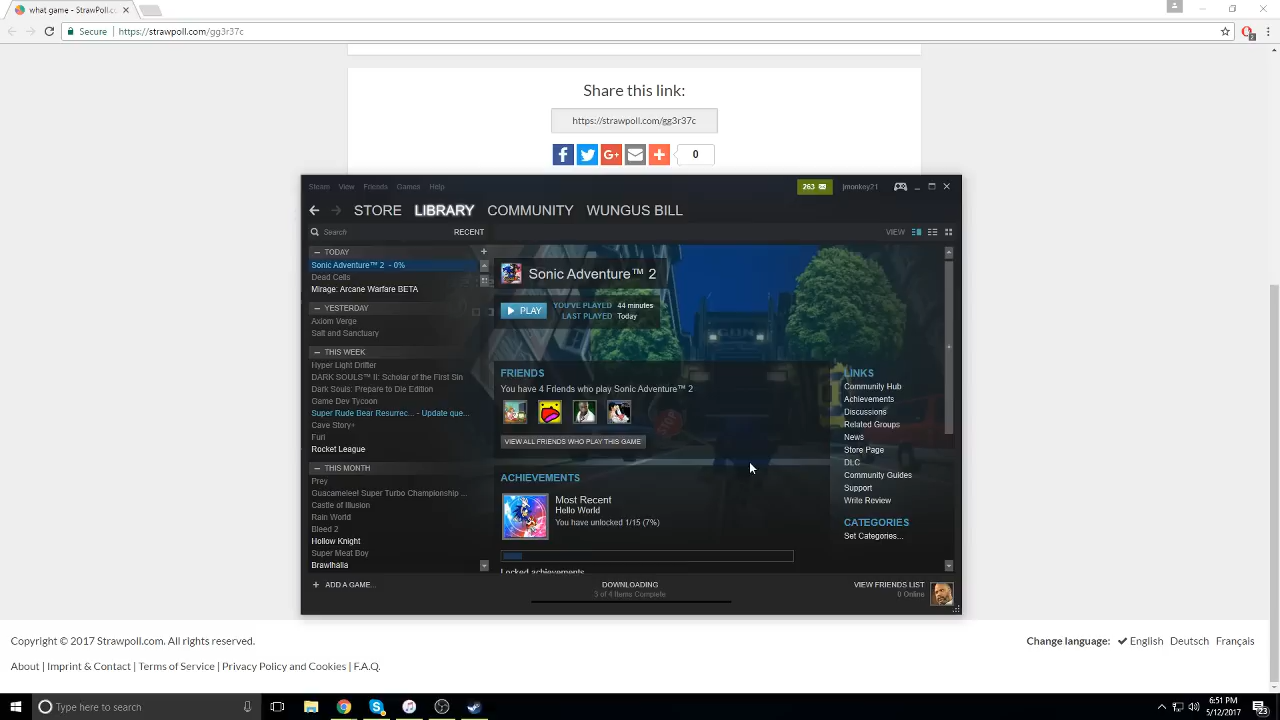 what game - StrawPoll.c
Secure https://strawpoll.com/gg3r37c
Share this link:
https://strawpoll.com/gg3r37c
0
Steam View Friends Games Help
263 jmonkey21
STORE LIBRARY COMMUNITY WUNGUS BILL
Search RECENT VIEW
TODAY
Sonic Adventure™ 2 - 0%
Dead Cells
Mirage: Arcane Warfare BETA
YESTERDAY
Axiom Verge
Salt and Sanctuary
THIS WEEK
Hyper Light Drifter
DARK SOULS™ II: Scholar of the First Sin
Dark Souls: Prepare to Die Edition
Game Dev Tycoon
Super Rude Bear Resurrec... - Update que...
Cave Story+
Furi
Rocket League
THIS MONTH
Prey
Guacamelee! Super Turbo Championship ...
Castle of Illusion
Rain World
Bleed 2
Hollow Knight
Super Meat Boy
Brawlhalla
Sonic Adventure™ 2
PLAY
YOU'VE PLAYED 44 minutes
LAST PLAYED Today
FRIENDS
You have 4 Friends who play Sonic Adventure™ 2
VIEW ALL FRIENDS WHO PLAY THIS GAME
ACHIEVEMENTS
Most Recent
Hello World
You have unlocked 1/15 (7%)
Locked achievements
LINKS
Community Hub
Achievements
Discussions
Related Groups
News
Store Page
DLC
Community Guides
Support
Write Review
CATEGORIES
Set Categories...
ADD A GAME...
DOWNLOADING
3 of 4 Items Complete
VIEW FRIENDS LIST
0 Online
Copyright © 2017 Strawpoll.com. All rights reserved.
Change language: English Deutsch Français
About | Imprint & Contact | Terms of Service | Privacy Policy and Cookies | F.A.Q.
Type here to search
6:51 PM
5/12/2017
23